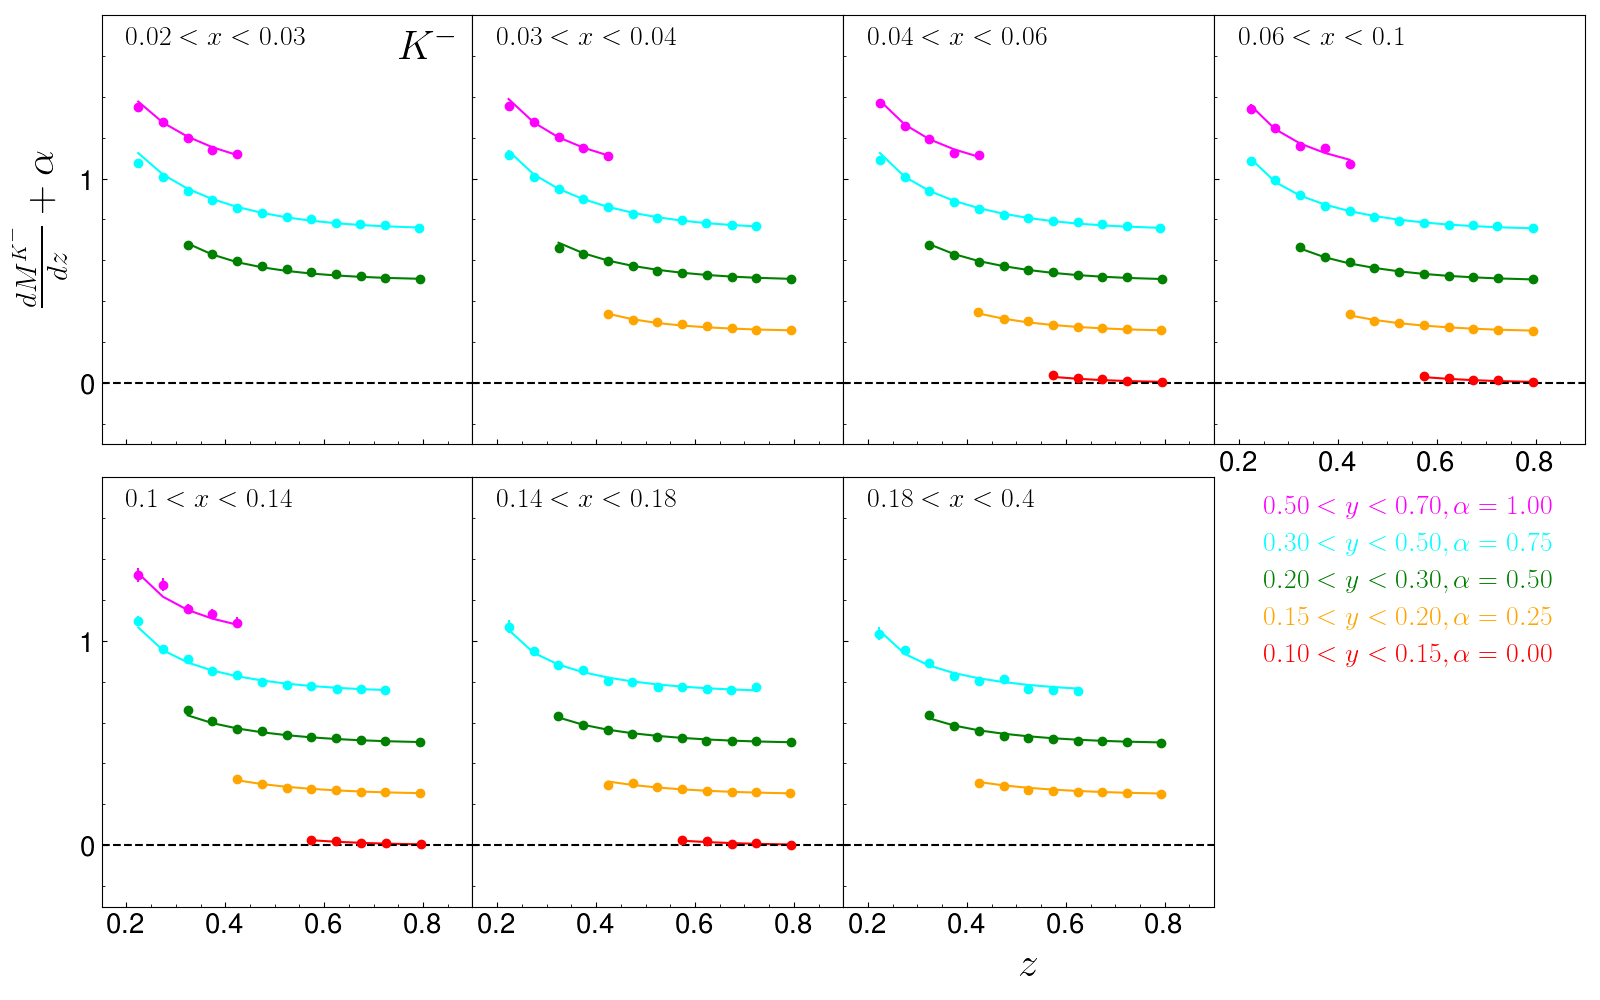 0.02 < x < 0.03
K⁻
0.03 < x < 0.04
0.04 < x < 0.06
0.06 < x < 0.1
dM^{K⁻}/dz + α
1
0
0.2 0.4 0.6 0.8
0.1 < x < 0.14
0.14 < x < 0.18
0.18 < x < 0.4
0.50 < y < 0.70, α = 1.00
0.30 < y < 0.50, α = 0.75
0.20 < y < 0.30, α = 0.50
0.15 < y < 0.20, α = 0.25
0.10 < y < 0.15, α = 0.00
1
0
0.2 0.4 0.6 0.8 0.2 0.4 0.6 0.8 0.2 0.4 0.6 0.8
z